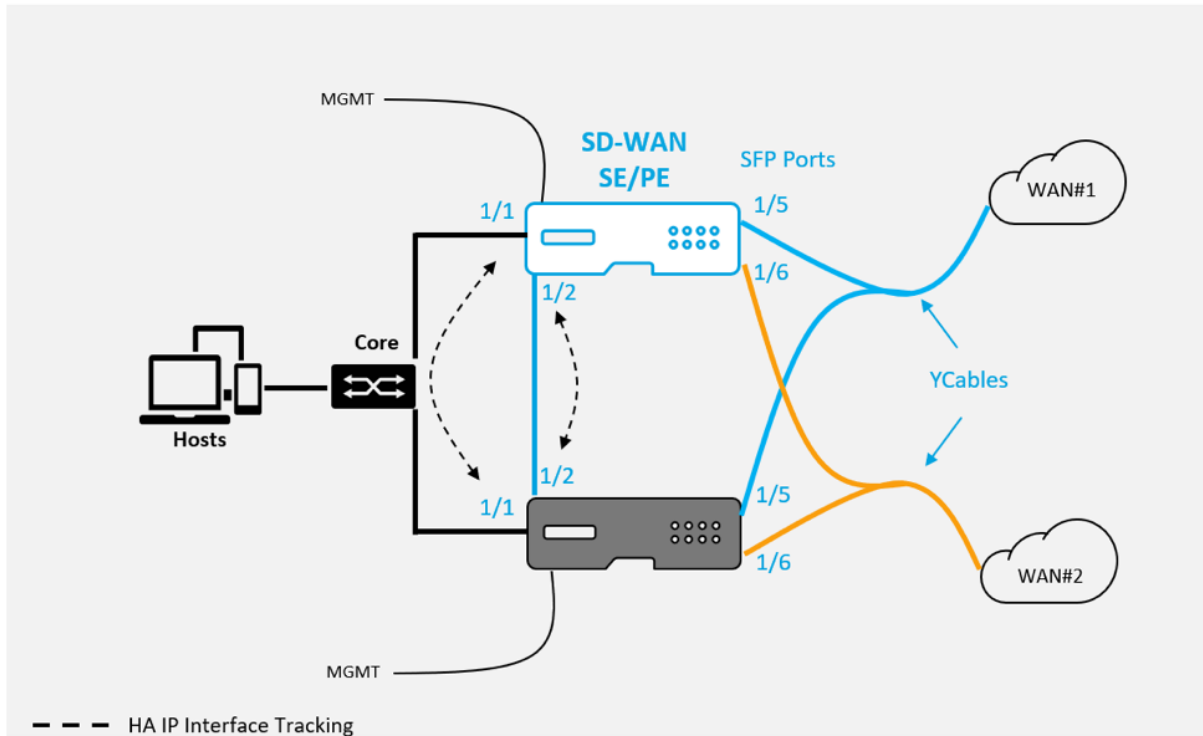 MGMT
SD-WAN
SE/PE
SFP Ports
1/1
1/5
WAN#1
1/6
1/2
Core
YCables
Hosts
1/2
1/1
1/5
1/6
WAN#2
MGMT
HA IP Interface Tracking